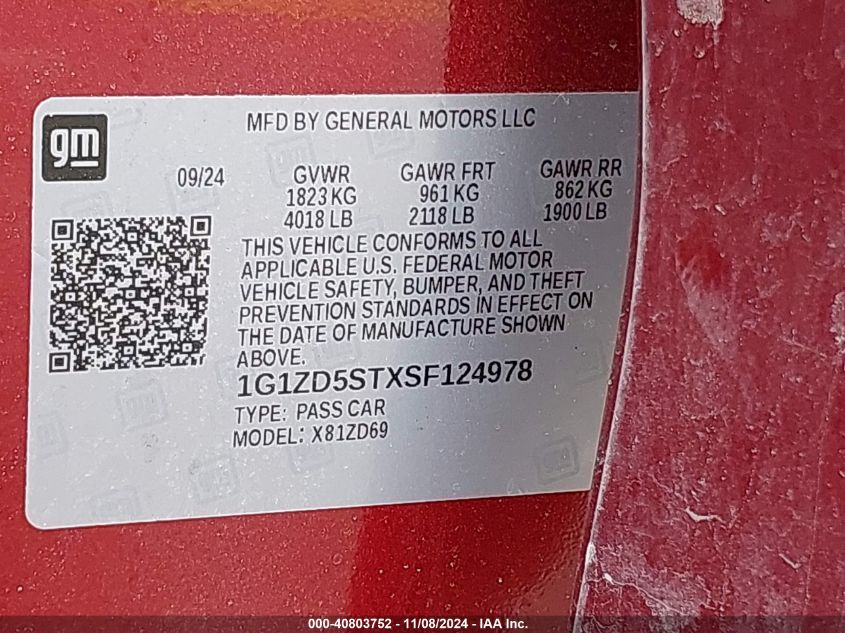 MFD BY GENERAL MOTORS LLC
gm
09/24 GVWR GAWR FRT GAWR RR
1823 KG 961 KG 862 KG
4018 LB 2118 LB 1900 LB
THIS VEHICLE CONFORMS TO ALL
APPLICABLE U.S. FEDERAL MOTOR
VEHICLE SAFETY, BUMPER, AND THEFT
PREVENTION STANDARDS IN EFFECT ON
THE DATE OF MANUFACTURE SHOWN
ABOVE.
1G1ZD5STXSF124978
TYPE: PASS CAR
MODEL: X81ZD69
000-40803752 - 11/08/2024 - IAA Inc.